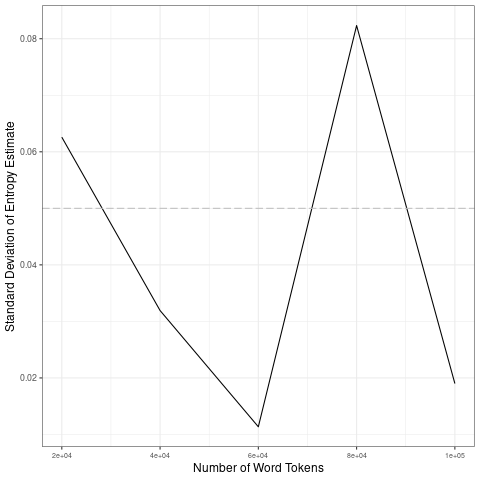 0.08
0.06
0.04
0.02
Standard Deviation of Entropy Estimate
2e+04 4e+04 6e+04 8e+04 1e+05
Number of Word Tokens